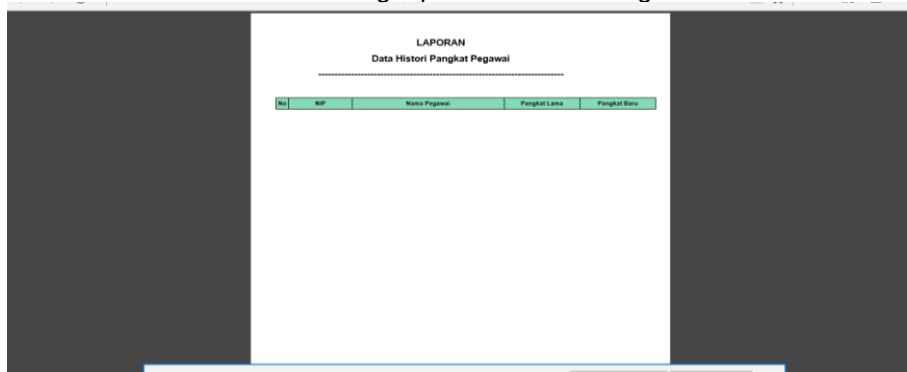 LAPORAN
Data Histori Pangkat Pegawai
--------------------------------------------------------------------------
No NIP Nama Pegawai Pangkat Lama Pangkat Baru